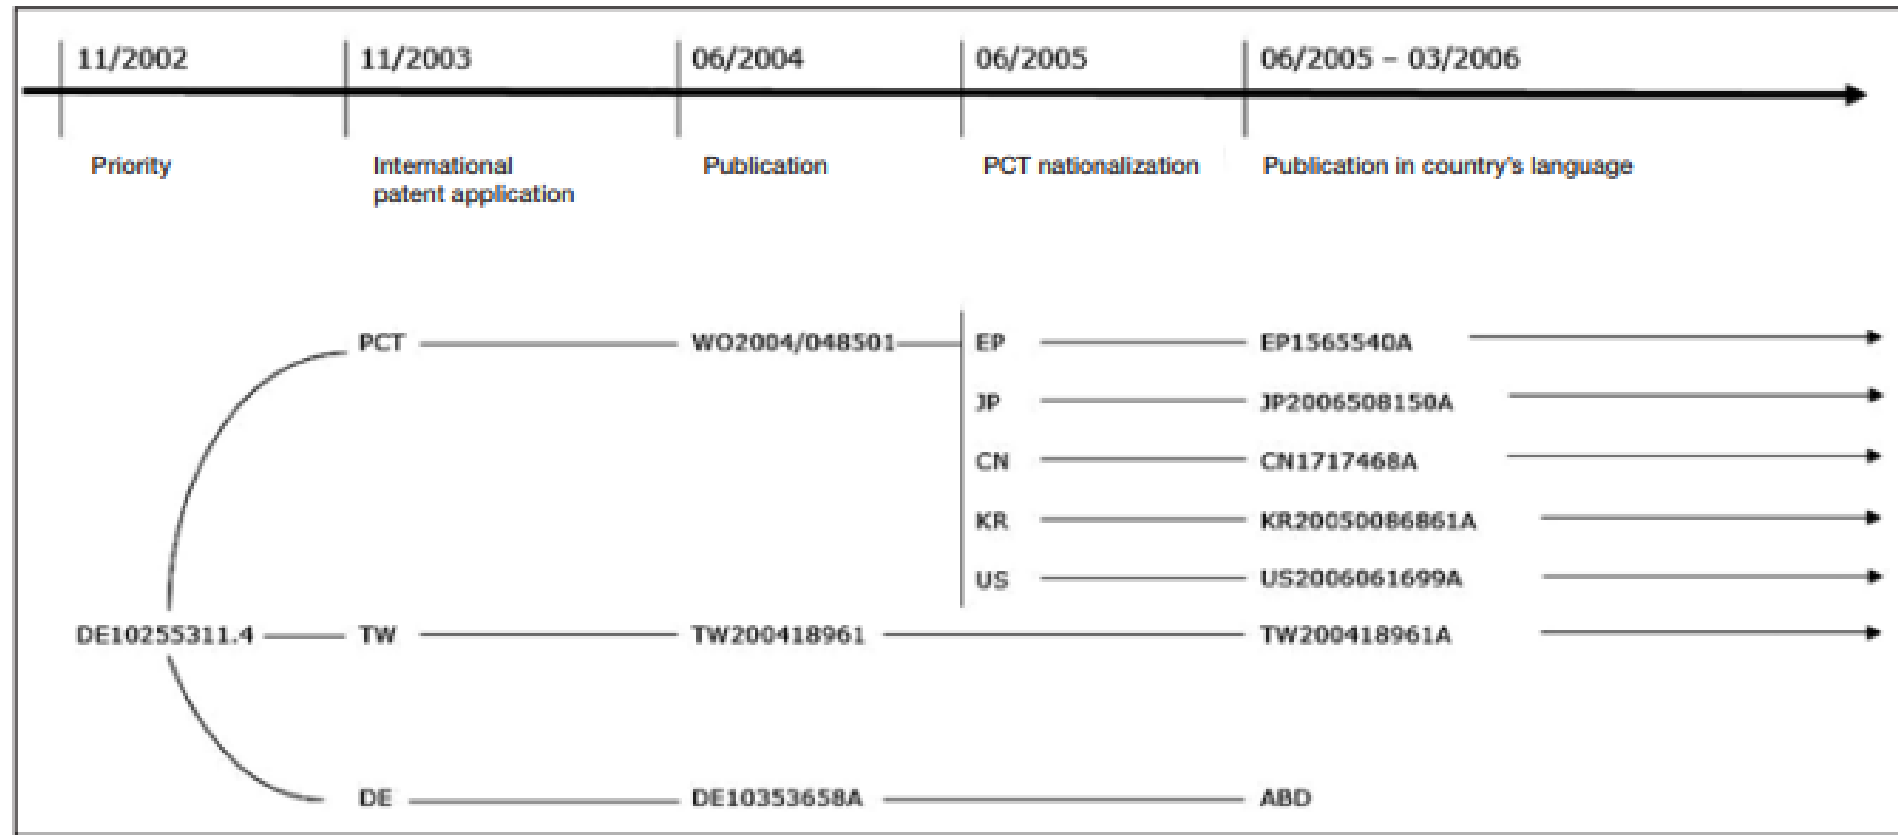 11/2002 11/2003 06/2004 06/2005 06/2005 – 03/2006
Priority International Publication PCT nationalization Publication in country's language
patent application
PCT WO2004/048501 EP EP1565540A
JP JP2006508150A
CN CN1717468A
KR KR20050086861A
US US2006061699A
DE10255311.4 TW TW200418961 TW200418961A
DE DE10353658A ABD